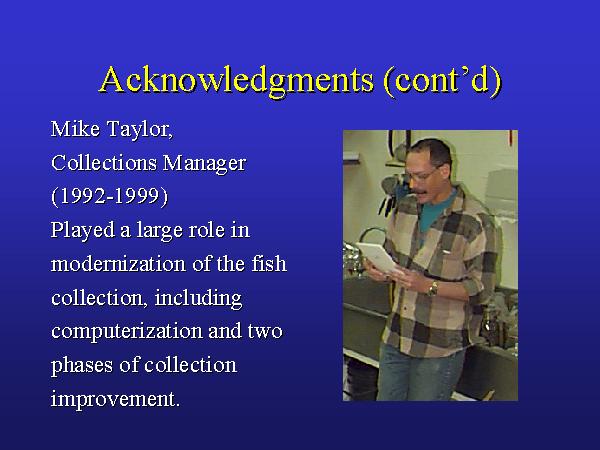 Acknowledgments (cont’d)
Mike Taylor,
Collections Manager
(1992-1999)
Played a large role in
modernization of the fish
collection, including
computerization and two
phases of collection
improvement.